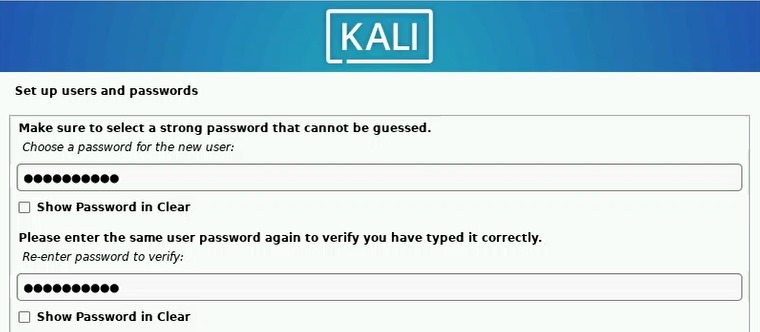 KALI
Set up users and passwords
Make sure to select a strong password that cannot be guessed.
Choose a password for the new user:
●●●●●●●●●●
Show Password in Clear
Please enter the same user password again to verify you have typed it correctly.
Re-enter password to verify:
●●●●●●●●●●
Show Password in Clear